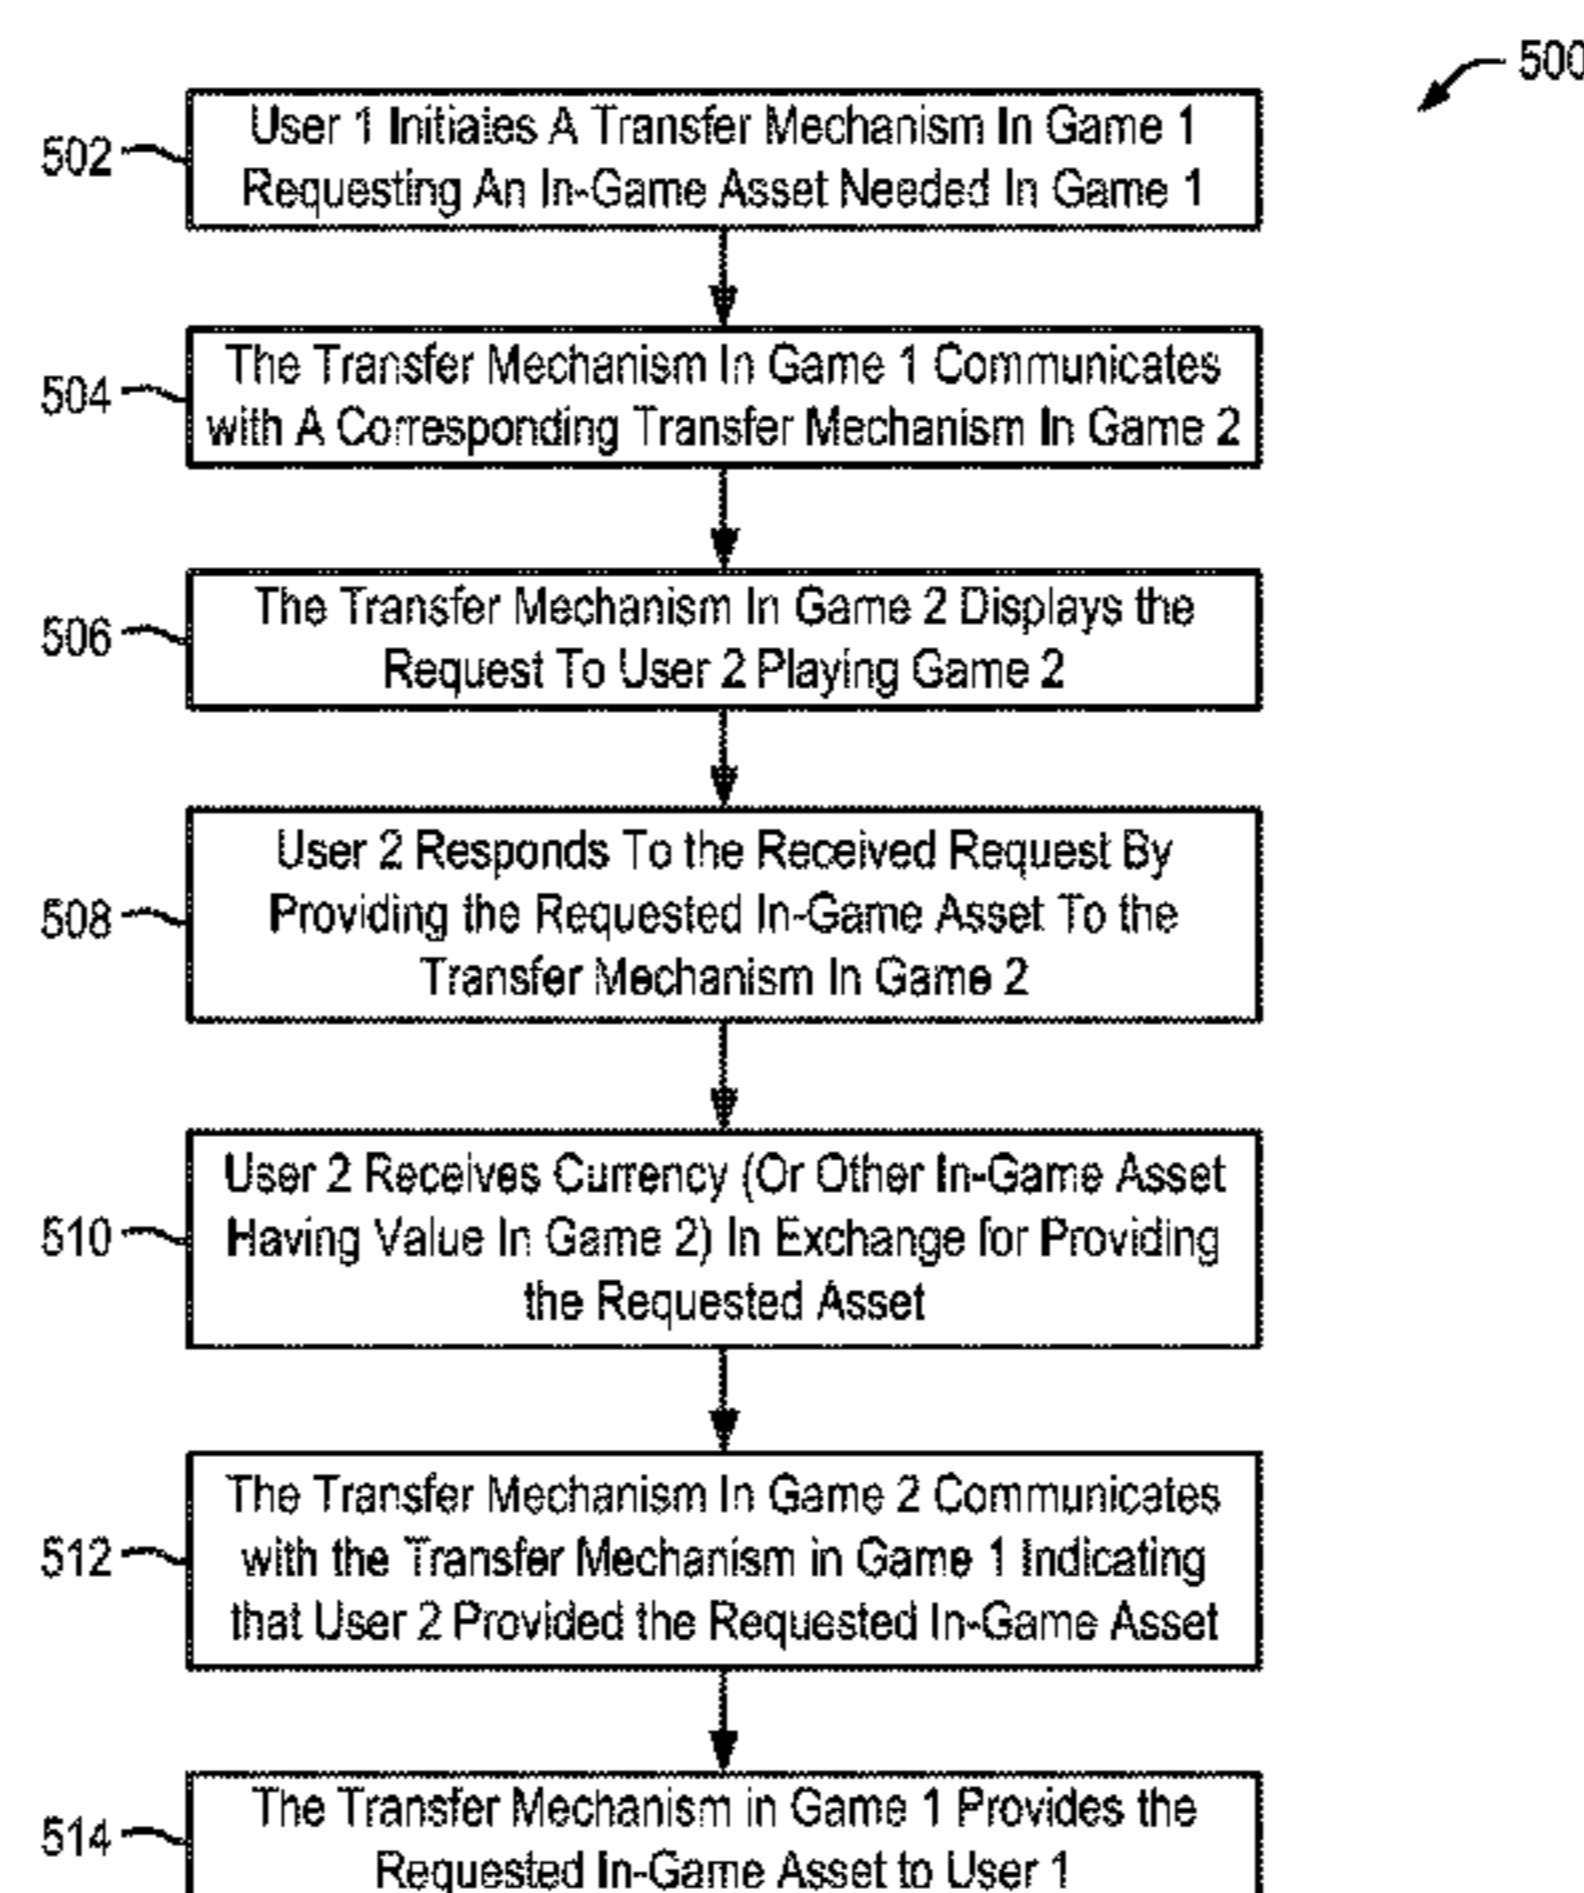 500
502
User 1 Initiates A Transfer Mechanism In Game 1
Requesting An In-Game Asset Needed In Game 1
504
The Transfer Mechanism In Game 1 Communicates
with A Corresponding Transfer Mechanism In Game 2
506
The Transfer Mechanism In Game 2 Displays the
Request To User 2 Playing Game 2
508
User 2 Responds To the Received Request By
Providing the Requested In-Game Asset To the
Transfer Mechanism In Game 2
510
User 2 Receives Currency (Or Other In-Game Asset
Having Value In Game 2) In Exchange for Providing
the Requested Asset
512
The Transfer Mechanism In Game 2 Communicates
with the Transfer Mechanism in Game 1 Indicating
that User 2 Provided the Requested In-Game Asset
514
The Transfer Mechanism in Game 1 Provides the
Requested In-Game Asset to User 1